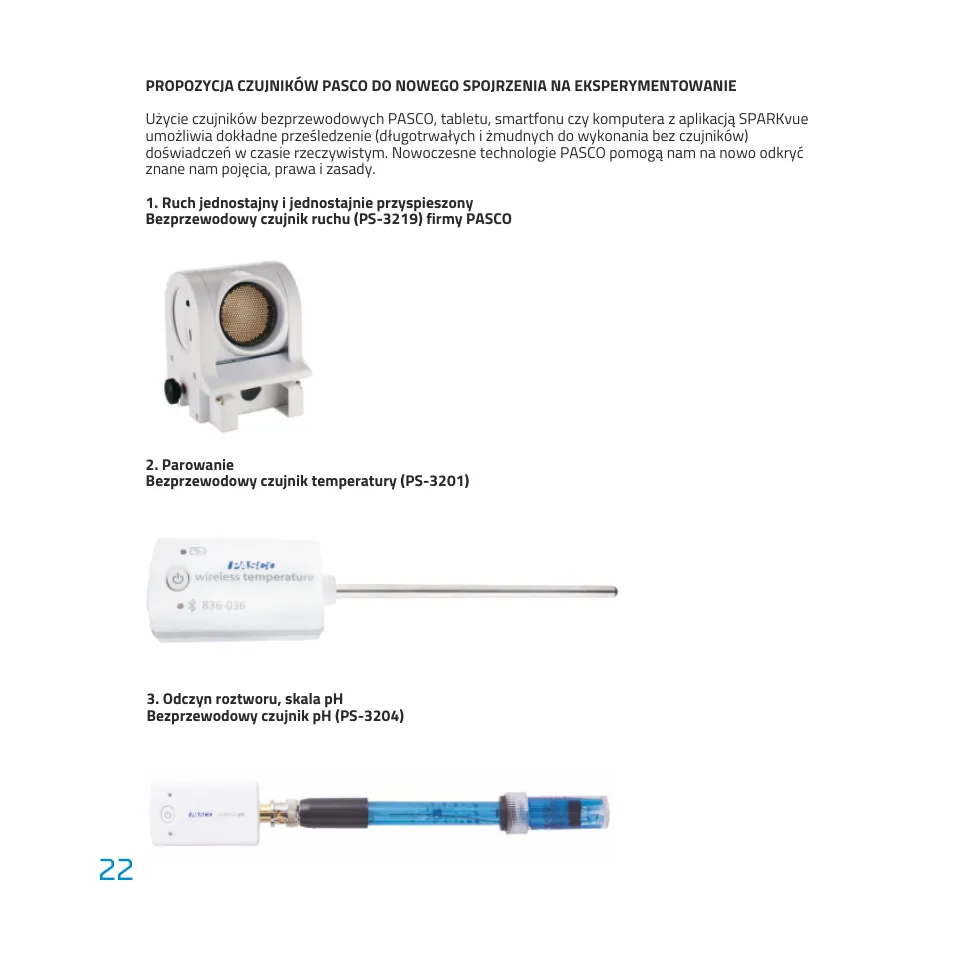 PROPOZYCJA CZUJNIKÓW PASCO DO NOWEGO SPOJRZENIA NA EKSPERYMENTOWANIE
Użycie czujników bezprzewodowych PASCO, tabletu, smartfonu czy komputera z aplikacją SPARKvue
umożliwia dokładne prześledzenie (długotrwałych i żmudnych do wykonania bez czujników)
doświadczeń w czasie rzeczywistym. Nowoczesne technologie PASCO pomogą nam na nowo odkryć
znane nam pojęcia, prawa i zasady.
1. Ruch jednostajny i jednostajnie przyspieszony
Bezprzewodowy czujnik ruchu (PS-3219) firmy PASCO
2. Parowanie
Bezprzewodowy czujnik temperatury (PS-3201)
PASCO
wireless temperature
836-036
3. Odczyn roztworu, skala pH
Bezprzewodowy czujnik pH (PS-3204)
PASCO pH
22